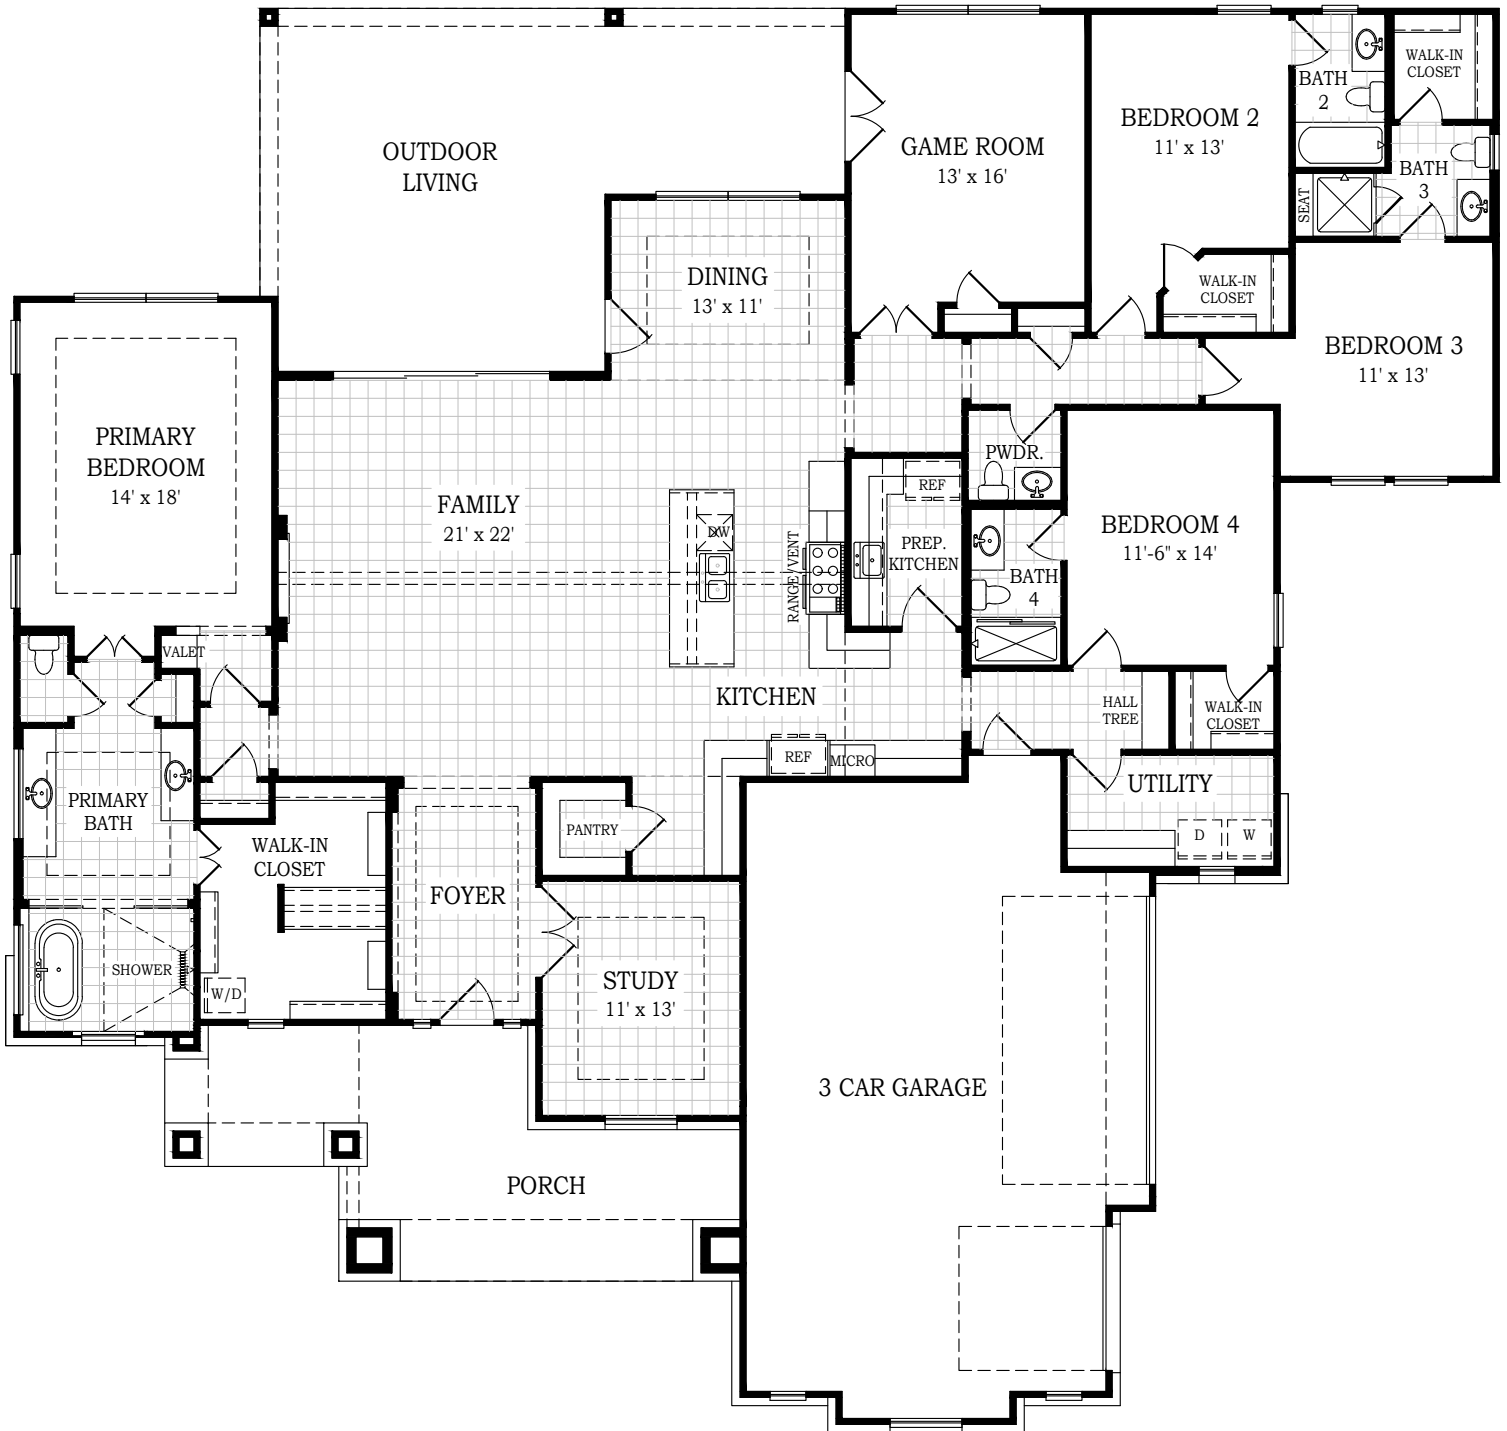 OUTDOOR
LIVING
GAME ROOM
13' x 16'
BEDROOM 2
11' x 13'
BATH
2
WALK-IN
CLOSET
BATH
3
SEAT
WALK-IN
CLOSET
DINING
13' x 11'
BEDROOM 3
11' x 13'
PRIMARY
BEDROOM
14' x 18'
FAMILY
21' x 22'
DW
RANGE/VENT
REF
PREP.
KITCHEN
PWDR.
BATH
4
BEDROOM 4
11'-6" x 14'
VALET
KITCHEN
REF
MICRO
HALL
TREE
WALK-IN
CLOSET
UTILITY
D
W
PRIMARY
BATH
WALK-IN
CLOSET
PANTRY
FOYER
SHOWER
W/D
STUDY
11' x 13'
3 CAR GARAGE
PORCH